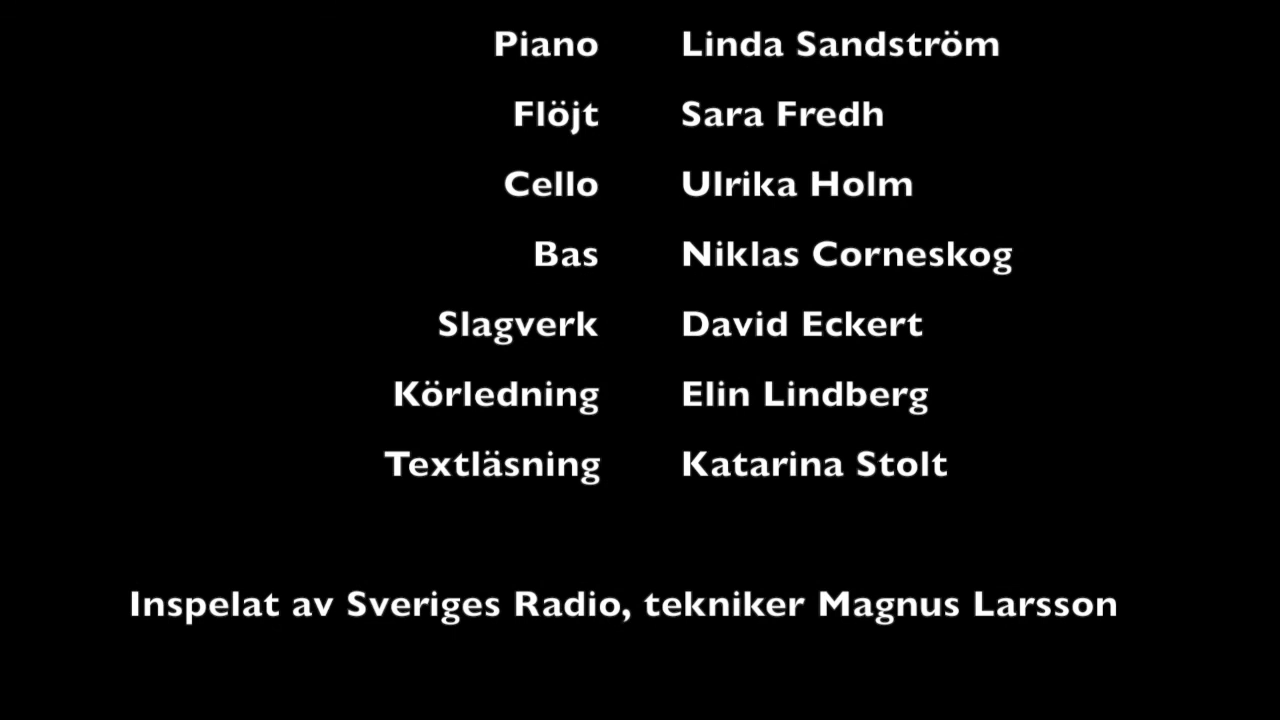 Piano Linda Sandström
Flöjt Sara Fredh
Cello Ulrika Holm
Bas Niklas Corneskog
Slagverk David Eckert
Körledning Elin Lindberg
Textläsning Katarina Stolt
Inspelat av Sveriges Radio, tekniker Magnus Larsson